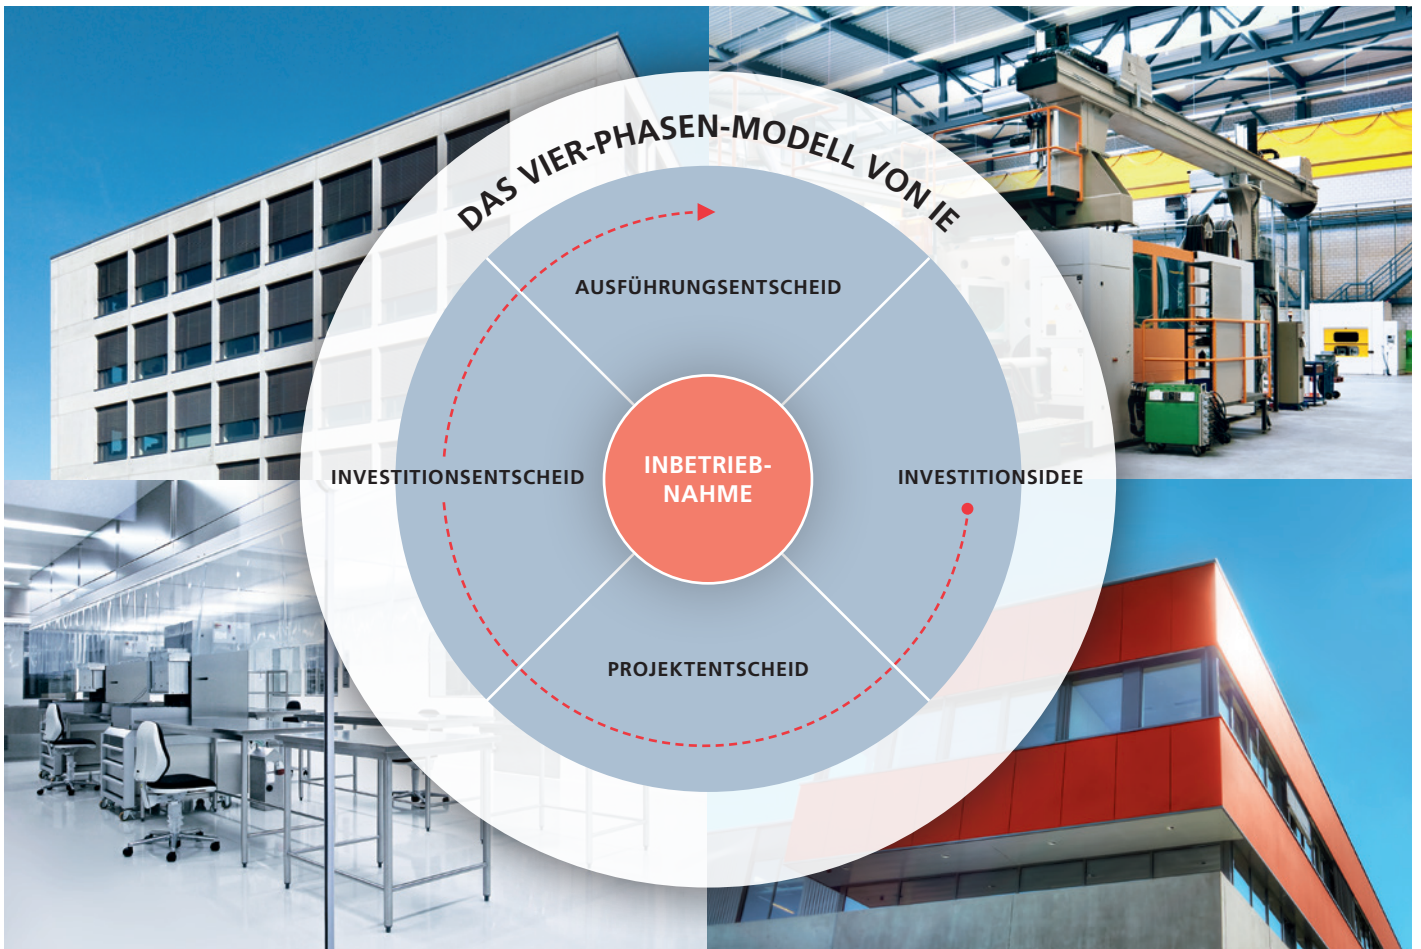 DAS VIER-PHASEN-MODELL VON IE
AUSFÜHRUNGSENTSCHEID
INVESTITIONSENTSCHEID
INBETRIEB-
NAHME
INVESTITIONSIDEE
PROJEKTENTSCHEID